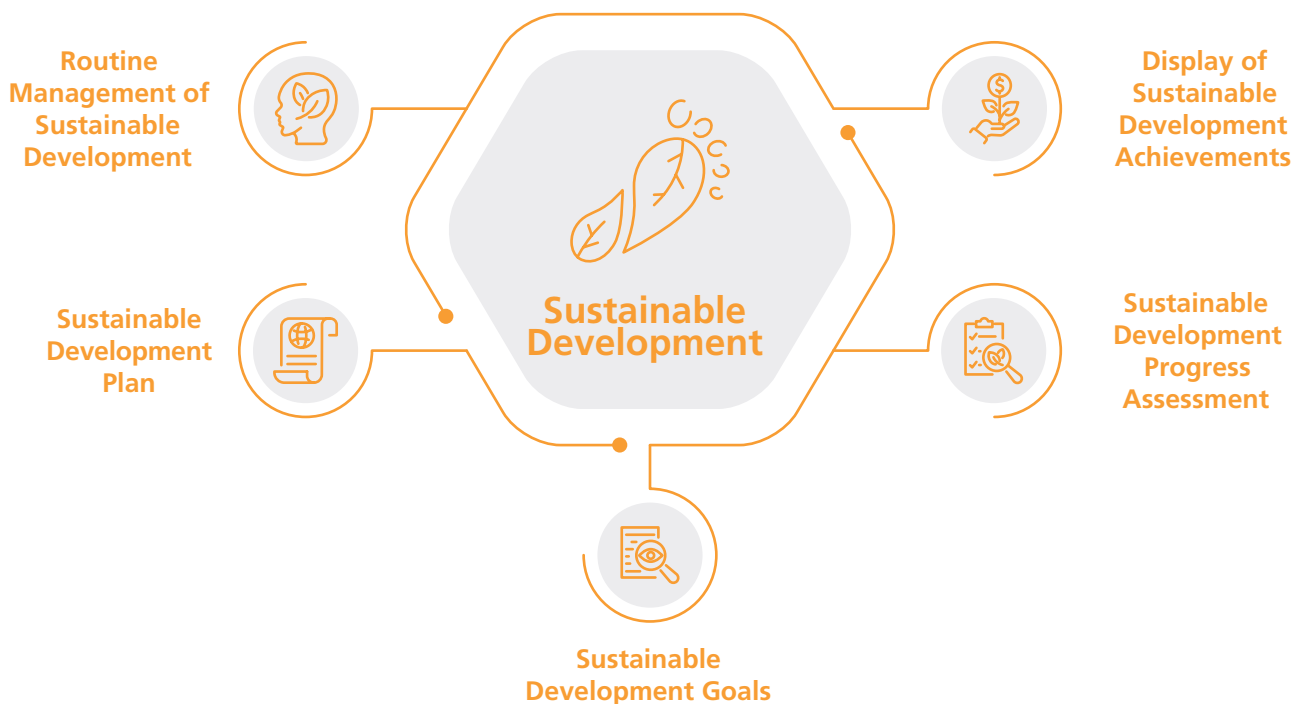 Routine
Management of
Sustainable
Development
Display of
Sustainable
Development
Achievements
Sustainable
Development
Sustainable
Development
Plan
Sustainable
Development
Progress
Assessment
$
Sustainable
Development Goals